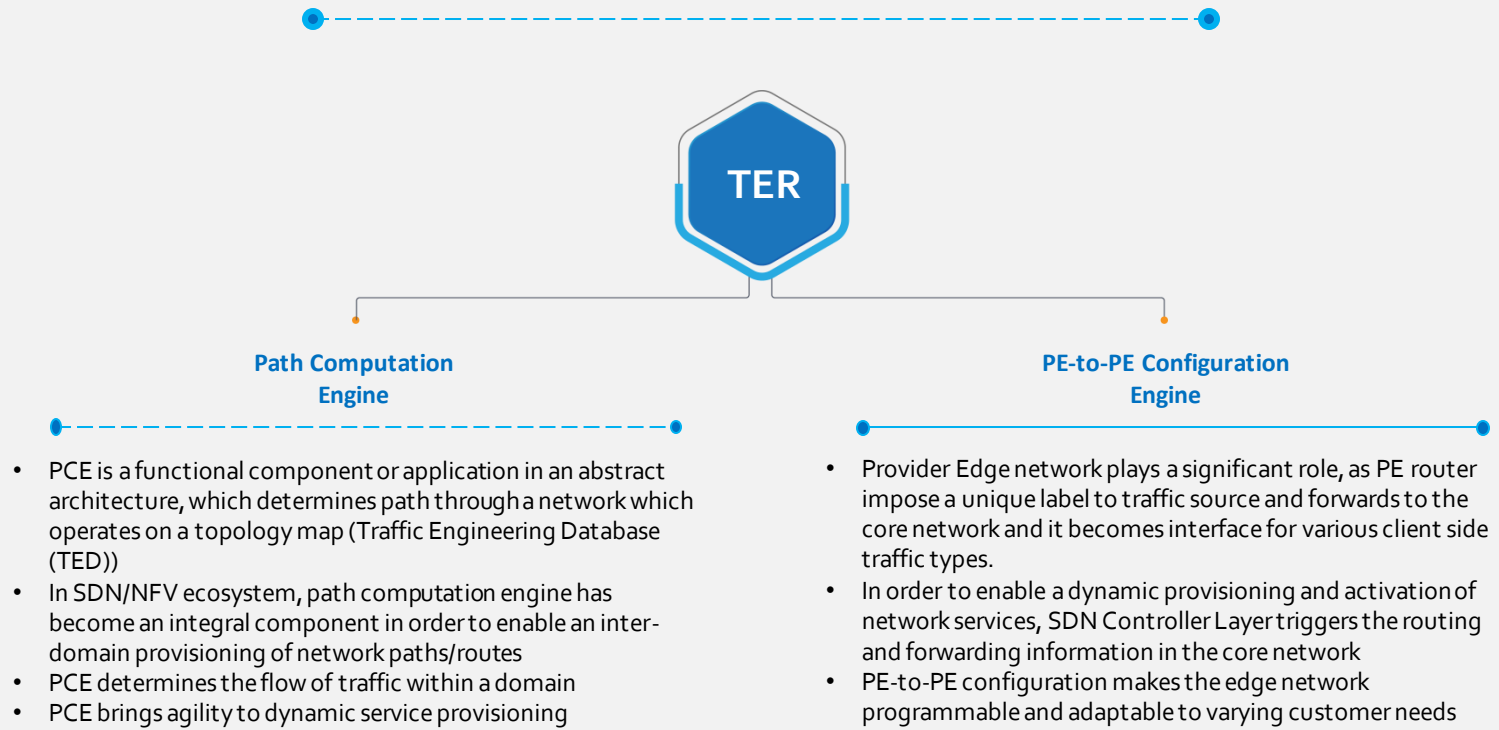 TER
Path Computation
Engine
• PCE is a functional component or application in an abstract
architecture, which determines path through a network which
operates on a topology map (Traffic Engineering Database
(TED))
• In SDN/NFV ecosystem, path computation engine has
become an integral component in order to enable an inter-
domain provisioning of network paths/routes
• PCE determines the flow of traffic within a domain
• PCE brings agility to dynamic service provisioning
PE-to-PE Configuration
Engine
• Provider Edge network plays a significant role, as PE router
impose a unique label to traffic source and forwards to the
core network and it becomes interface for various client side
traffic types.
• In order to enable a dynamic provisioning and activation of
network services, SDN Controller Layer triggers the routing
and forwarding information in the core network
• PE-to-PE configuration makes the edge network
programmable and adaptable to varying customer needs